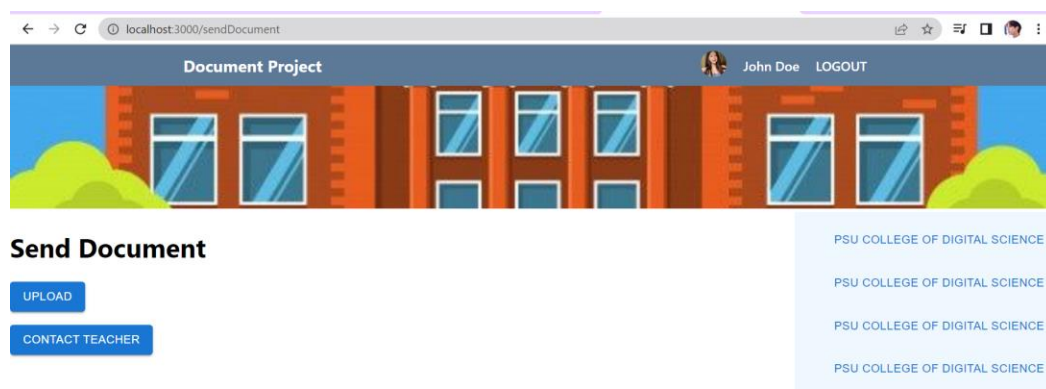 localhost:3000/sendDocument
Document Project
John Doe LOGOUT
Send Document
UPLOAD
CONTACT TEACHER
PSU COLLEGE OF DIGITAL SCIENCE
PSU COLLEGE OF DIGITAL SCIENCE
PSU COLLEGE OF DIGITAL SCIENCE
PSU COLLEGE OF DIGITAL SCIENCE